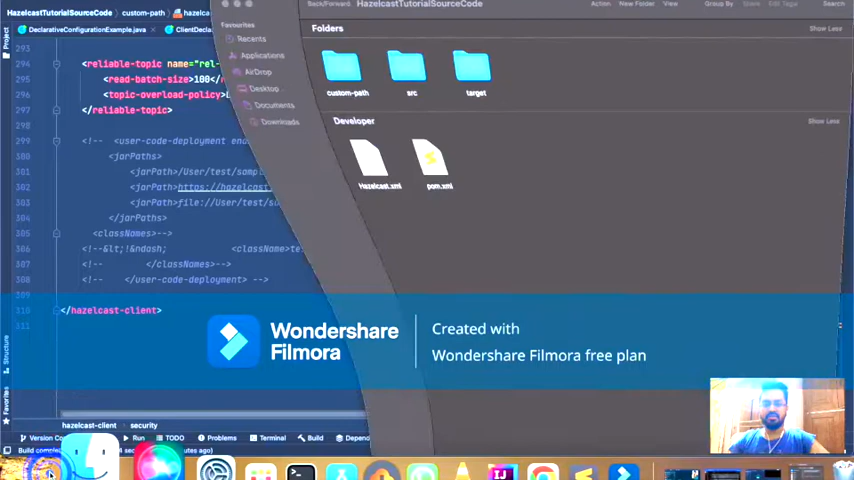 HazelcastTutorialSourceCode custom-path hazelcas
DeclarativeConfigurationExample.java ClientDecla
Project
293
294 <reliable-topic name="rel-
295 <read-batch-size>100</
296 <topic-overload-policy>
297 </reliable-topic>
298
299 <!-- <user-code-deployment ena
300 <jarPaths>
301 <jarPath>/User/test/samp
302 <jarPath>https://hazelcast.
303 <jarPath>file://User/test/s
304 </jarPaths>
305 <classNames>-->
306 <!--&lt;!&ndash; <className>te
307 <!-- </classNames>-->
308 <!-- </user-code-deployment> -->
309
310 </hazelcast-client>
311
Structure
Favorites
hazelcast-client security
Version Con Run TODO Problems Terminal Build Depend
Build comple
Back/Forward HazelcastTutorialSourceCode Action New Folder View Group By Share Edit Tags Search
Favourites
Recents
Applications
AirDrop
Desktop
Documents
Downloads
Folders Show Less
custom-path src target
Developer Show Less
Hazelcast.xml pom.xml
Wondershare
Filmora
Created with
Wondershare Filmora free plan